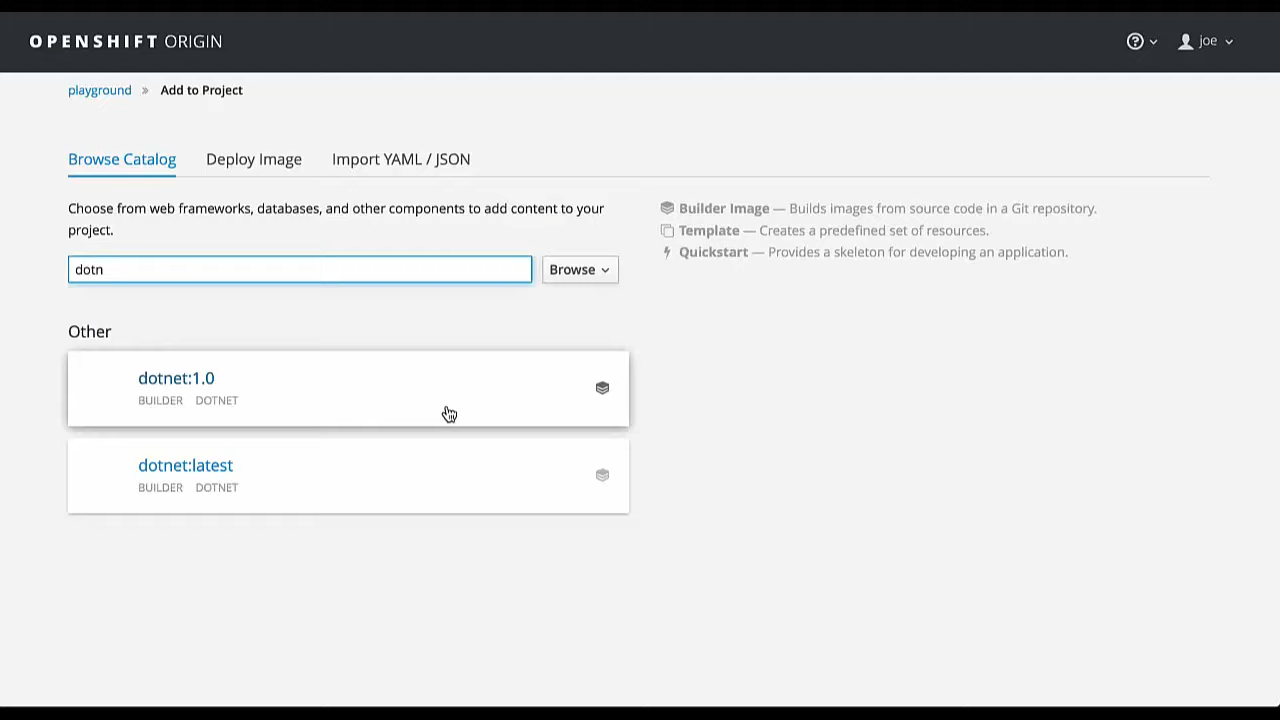 OPENSHIFT ORIGIN
joe
playground » Add to Project
Browse Catalog Deploy Image Import YAML / JSON
Choose from web frameworks, databases, and other components to add content to your
project.
dotn
Browse
Builder Image — Builds images from source code in a Git repository.
Template — Creates a predefined set of resources.
Quickstart — Provides a skeleton for developing an application.
Other
dotnet:1.0
BUILDER DOTNET
dotnet:latest
BUILDER DOTNET